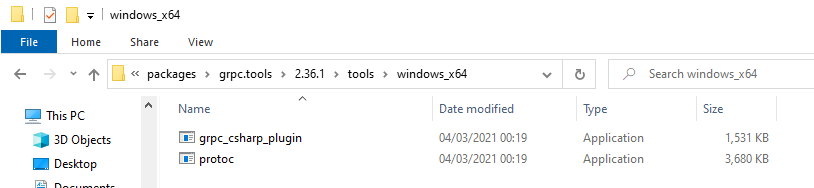 windows_x64
File Home Share View
packages › grpc.tools › 2.36.1 › tools › windows_x64 Search windows_x64
This PC
3D Objects
Desktop
Documents
Name Date modified Type Size
grpc_csharp_plugin 04/03/2021 00:19 Application 1,531 KB
protoc 04/03/2021 00:19 Application 3,680 KB